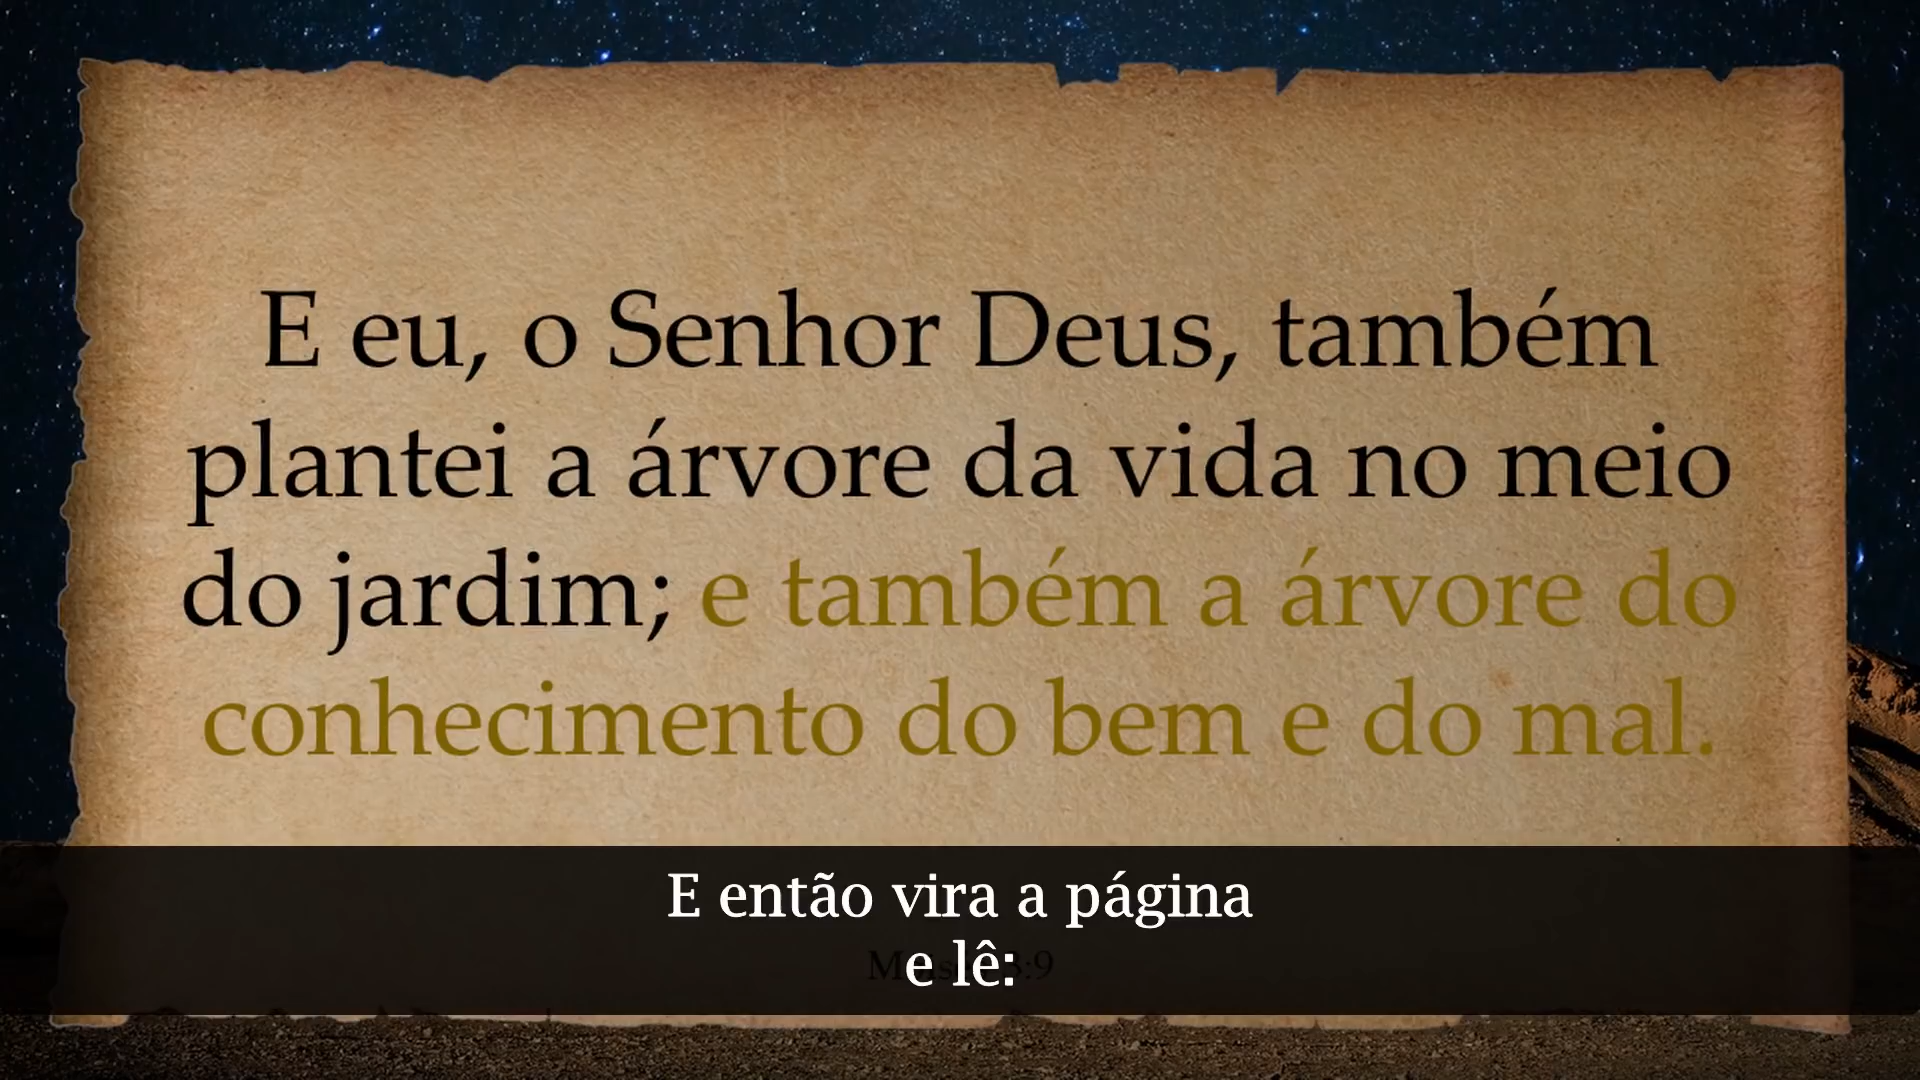 E eu, o Senhor Deus, também
plantei a árvore da vida no meio
do jardim; e também a árvore do
conhecimento do bem e do mal.
E então vira a página
e lê: